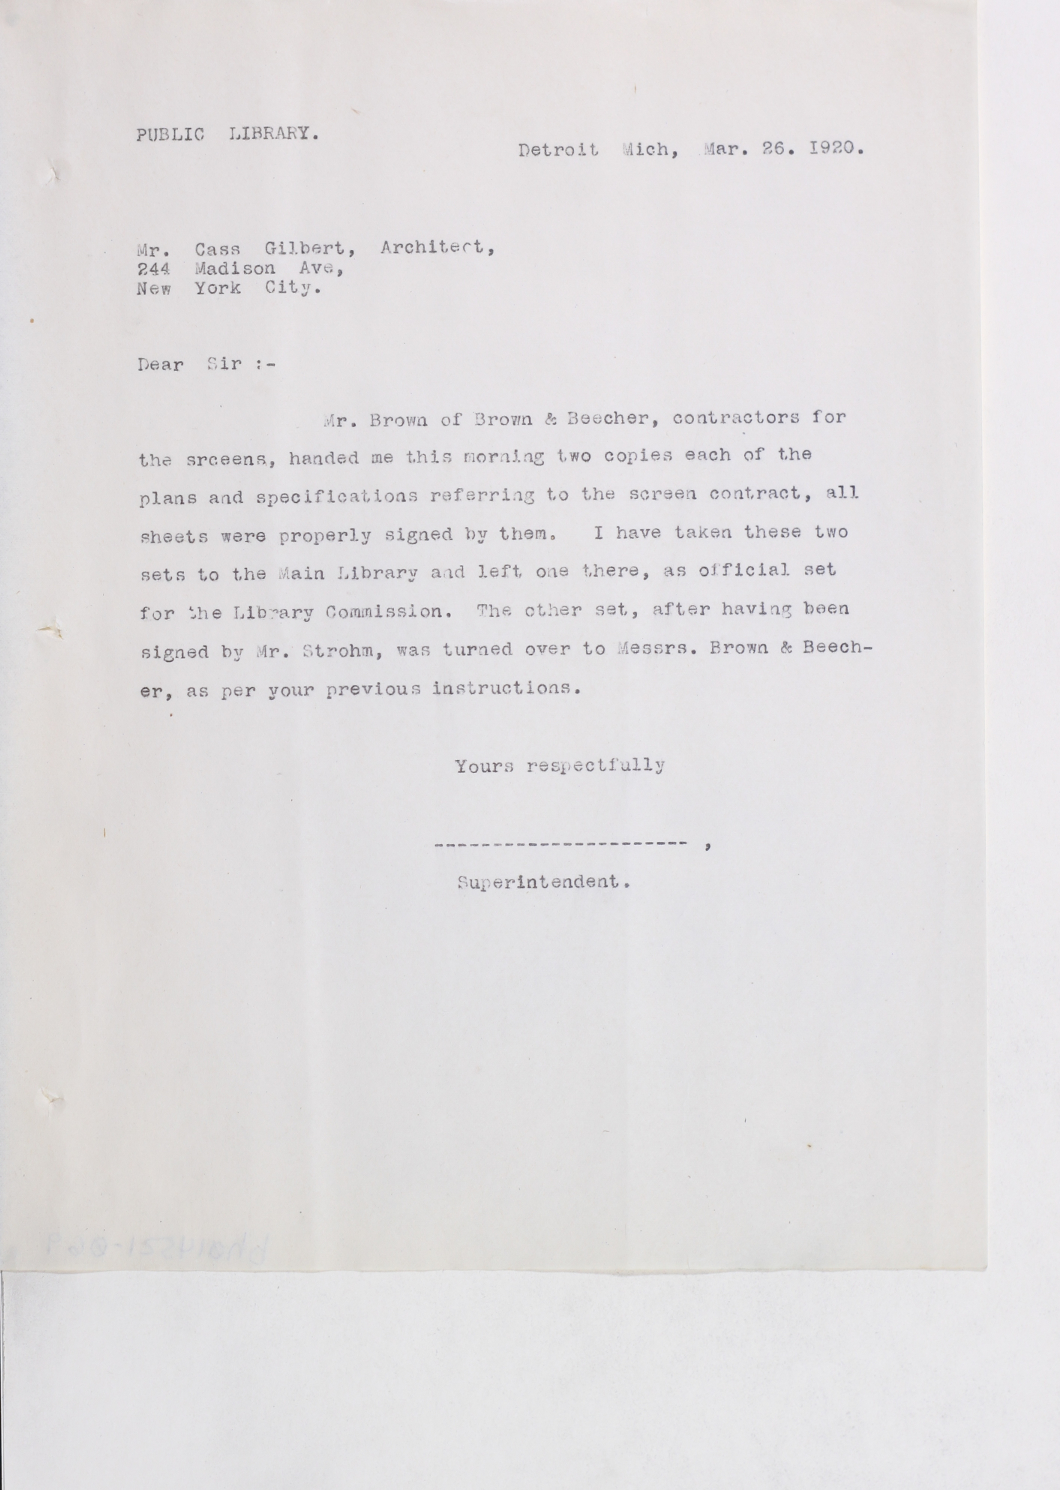 PUBLIC LIBRARY.
Detroit Mich, Mar. 26. 1920.
Mr. Cass Gilbert, Architect,
244 Madison Ave,
New York City.
Dear Sir :-
Mr. Brown of Brown & Beecher, contractors for
the srceens, handed me this morning two copies each of the
plans and specifications referring to the screen contract, all
sheets were properly signed by them. I have taken these two
sets to the Main Library and left one there, as official set
for the Library Commission. The other set, after having been
signed by Mr. Strohm, was turned over to Messrs. Brown & Beech-
er, as per your previous instructions.
Yours respectfully
---------------------- ,
Superintendent.